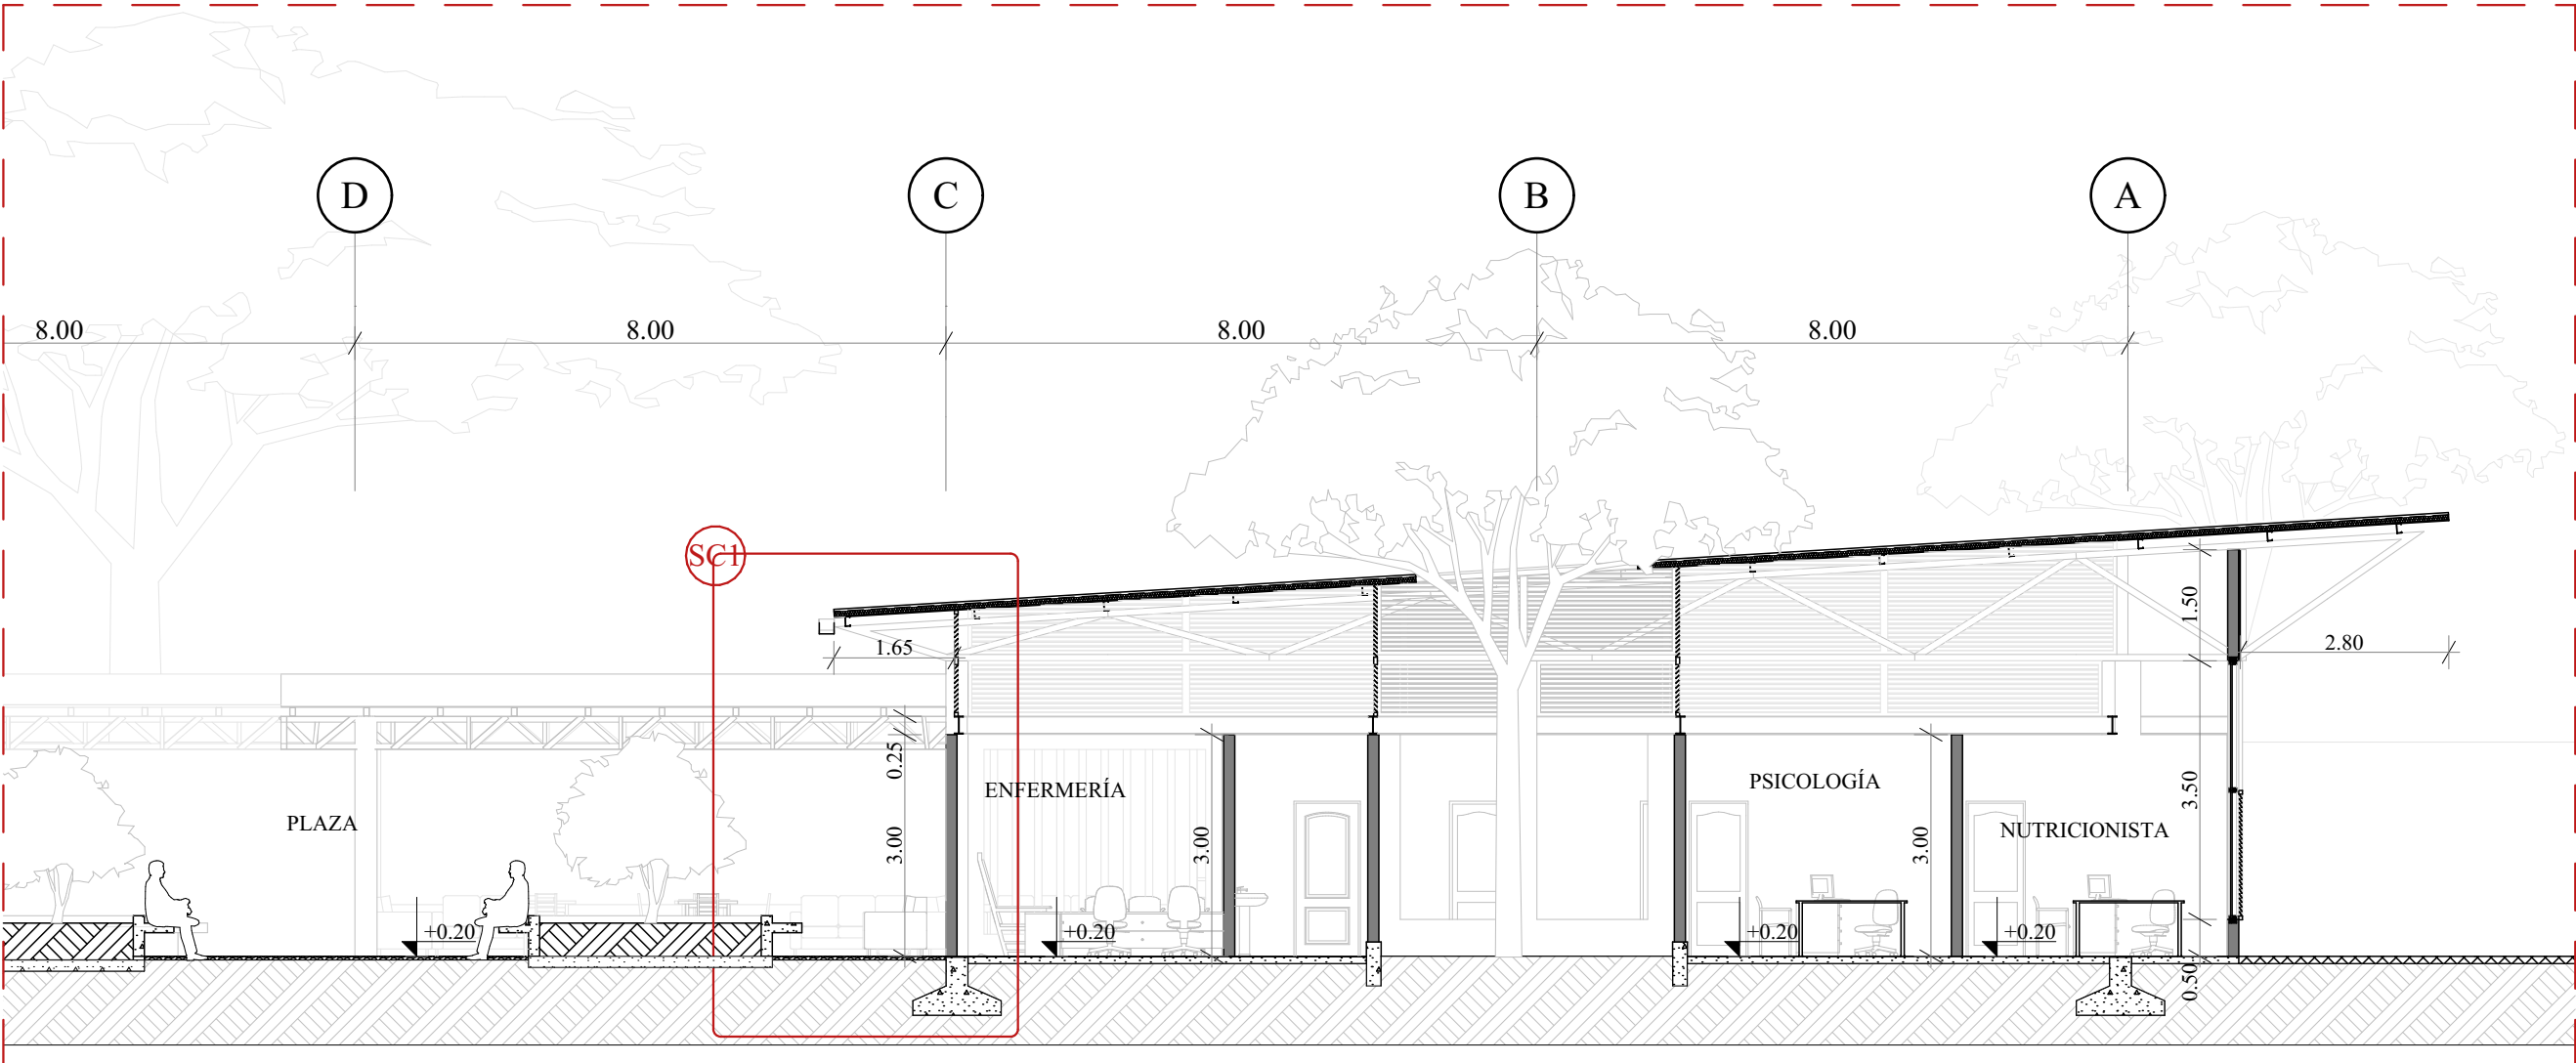 D
C
B
A
8.00
8.00
8.00
8.00
SC1
1.50
1.65
2.80
0.25
ENFERMERÍA
PSICOLOGÍA
3.50
PLAZA
NUTRICIONISTA
3.00
3.00
3.00
+0.20
+0.20
+0.20
+0.20
0.50